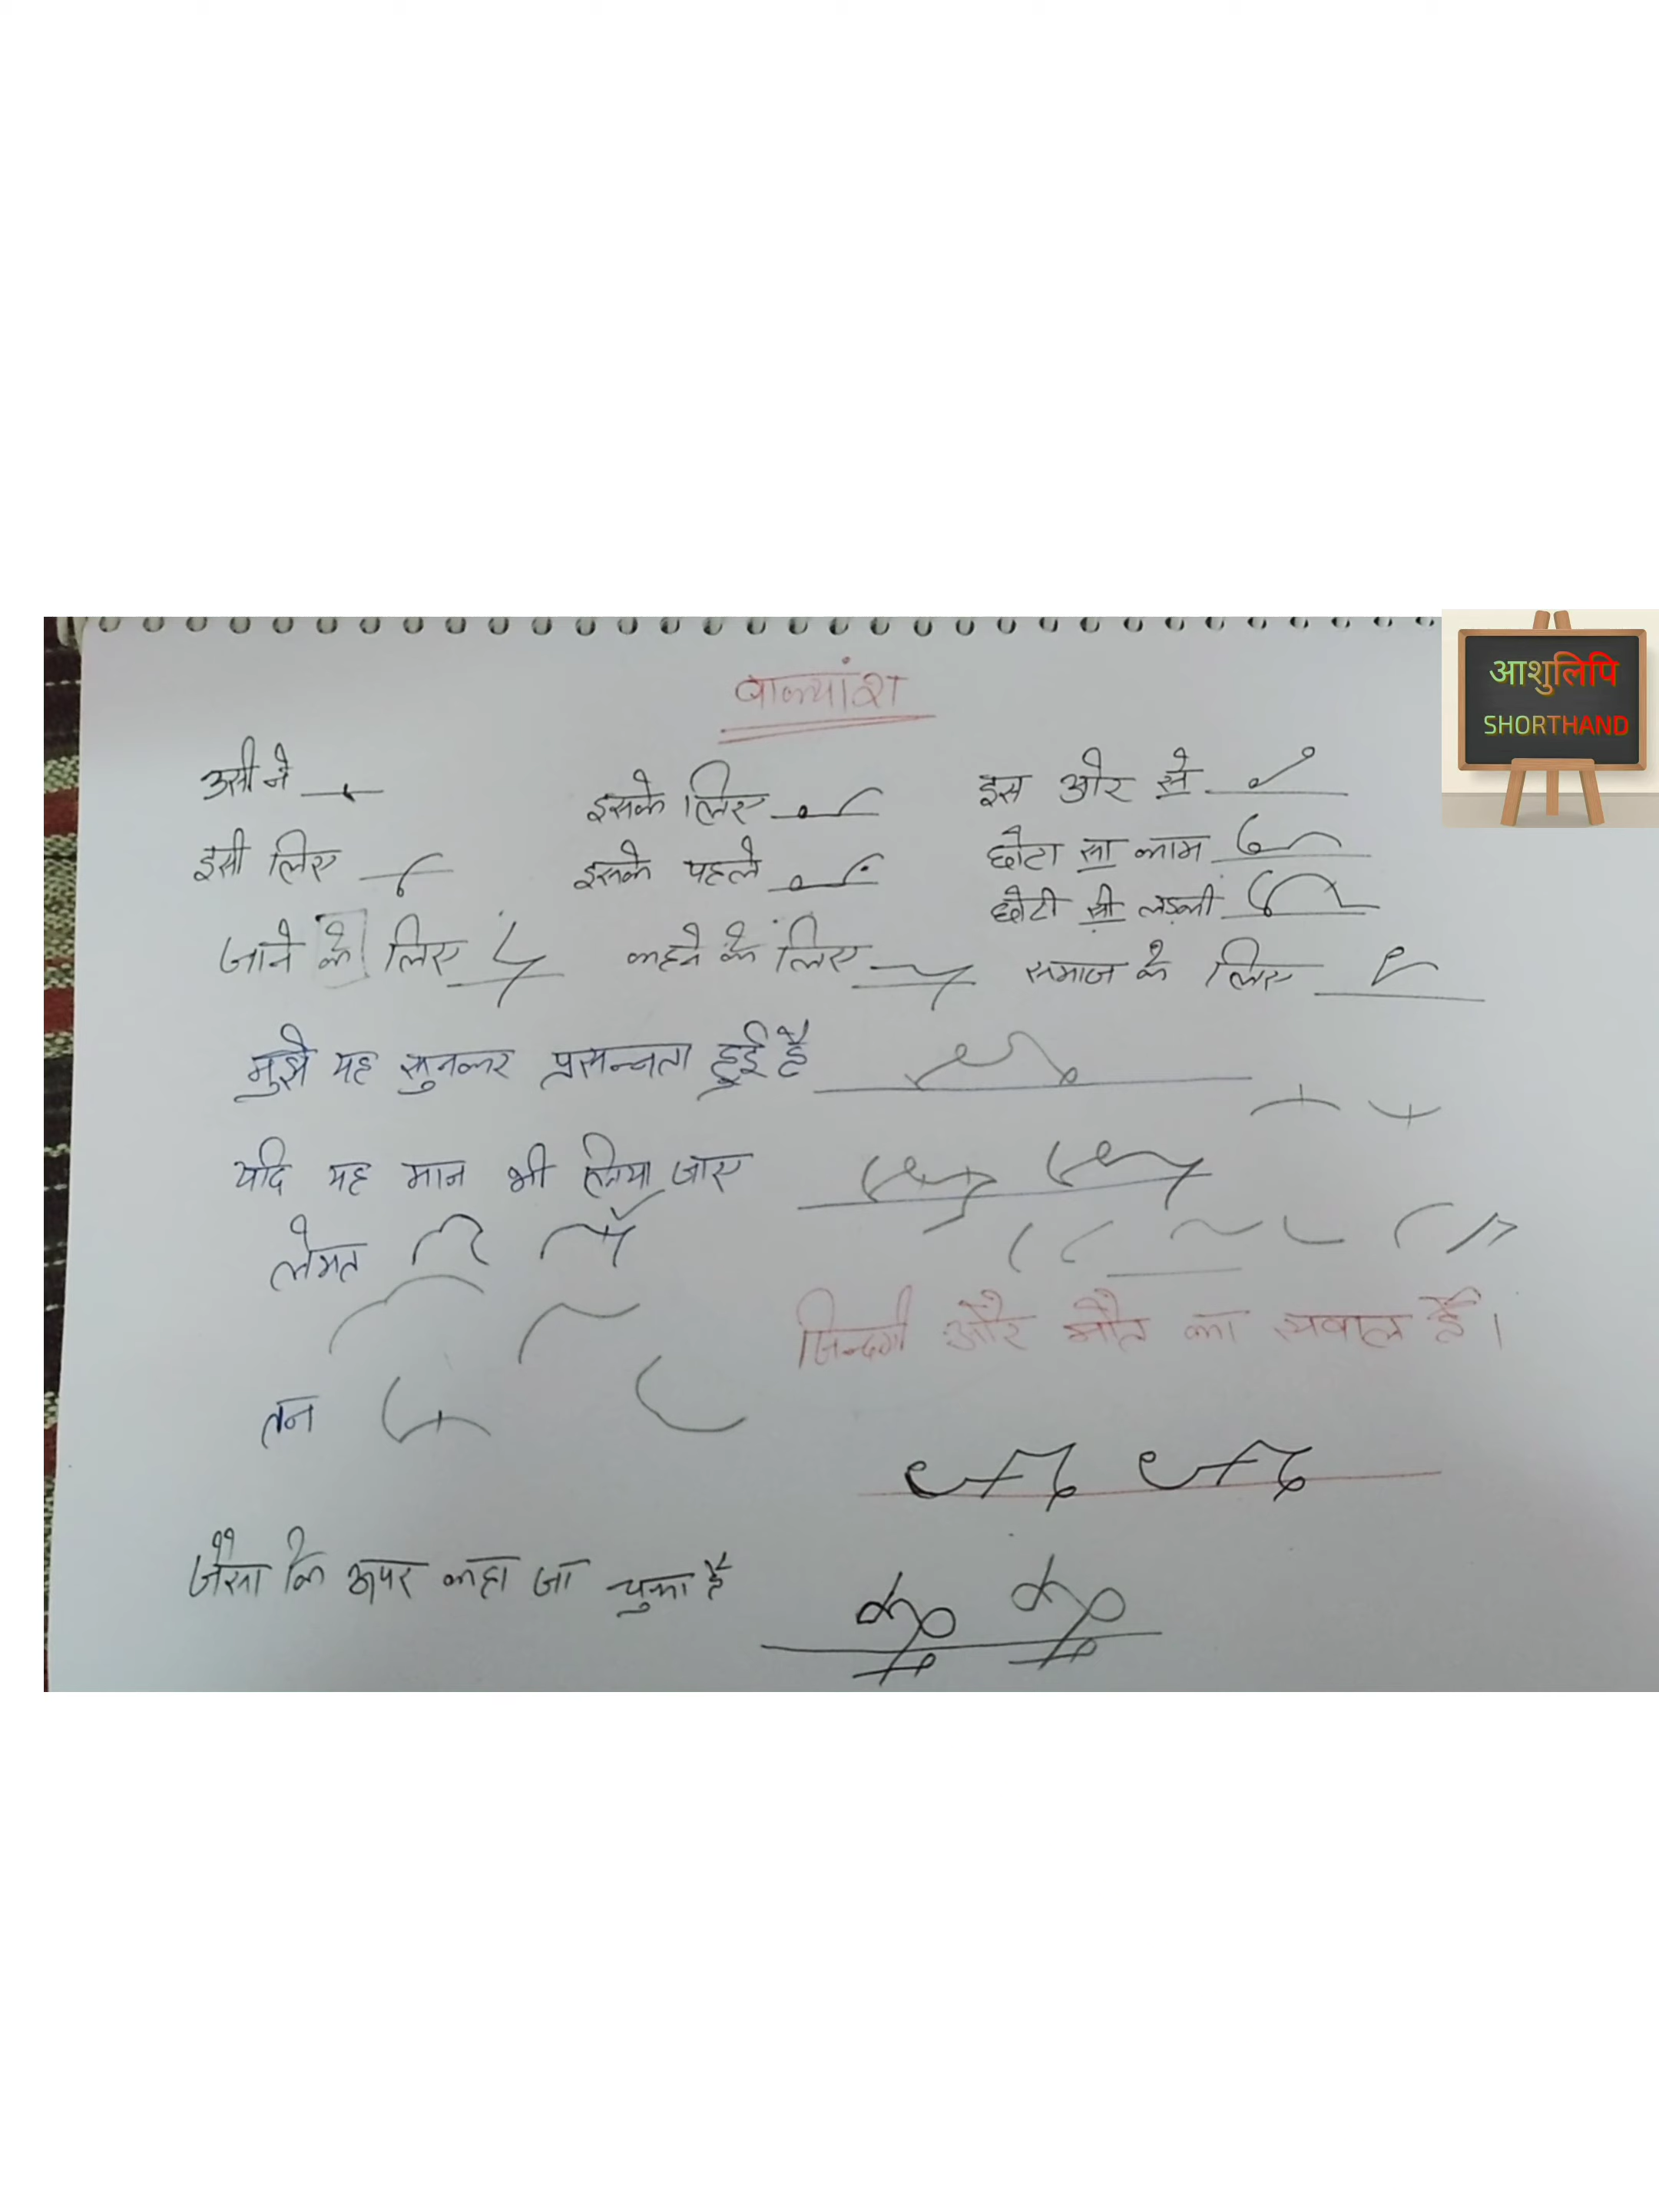 वाक्यांश
आशुलिपि
SHORTHAND
उसी ने इसके लिए इस ओर से
इसी लिए इसके पहले छोटा सा काम
छोटी सी लड़की
जाने के लिए कहने के लिए समाज के लिए
मुझे यह सुनकर प्रसन्नता हुई है
यदि यह मान भी लिया जाए
जिन्दगी और मौत का सवाल है।
तन
जैसा कि ऊपर कहा जा चुका है